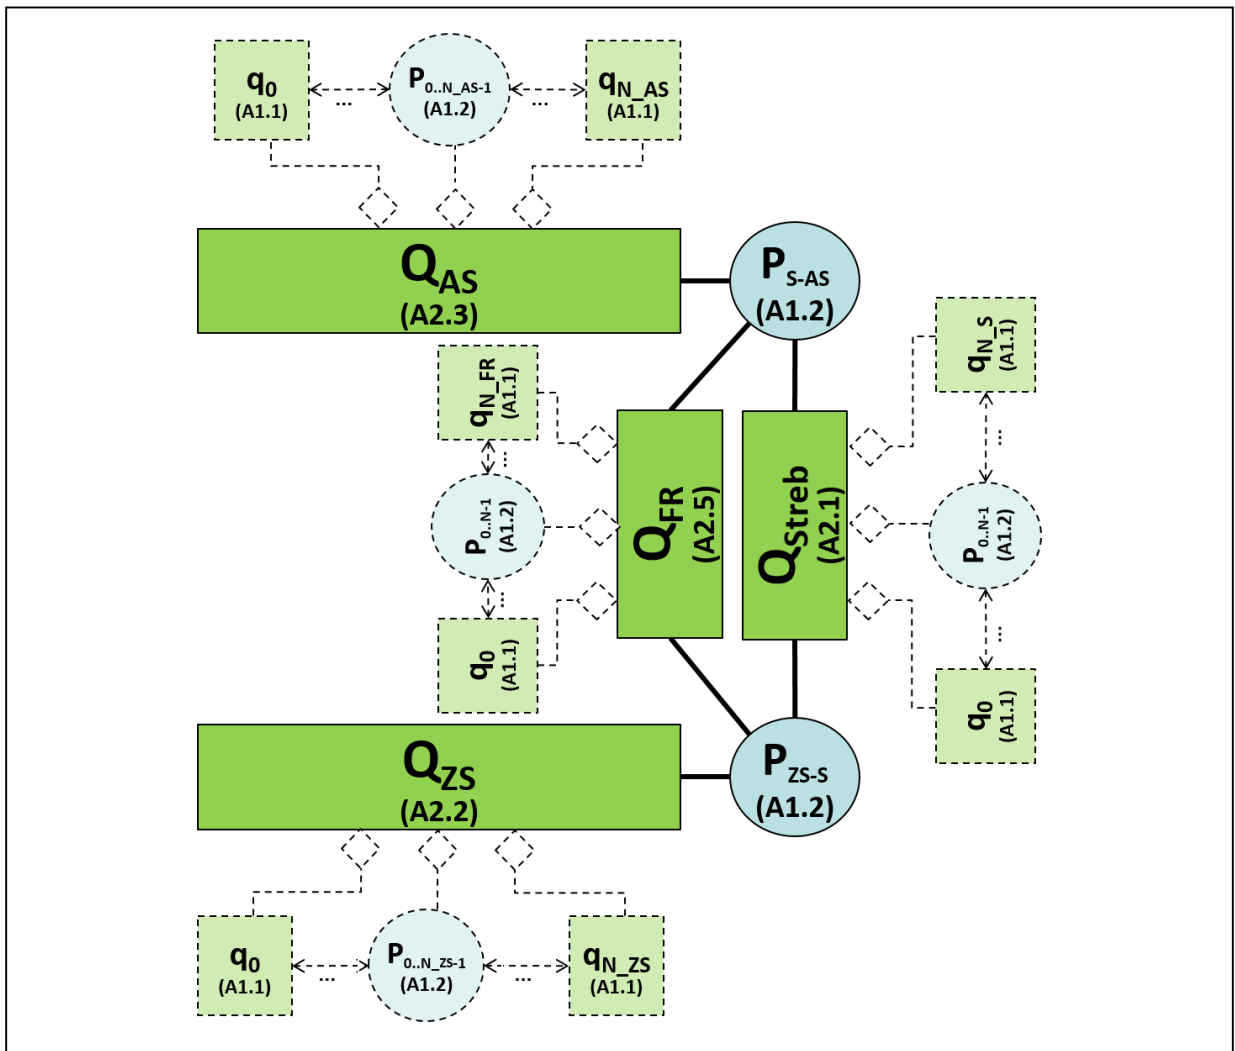 q0
(A1.1)
...
P0..N_AS-1
(A1.2)
...
qN_AS
(A1.1)
QAS
(A2.3)
PS-AS
(A1.2)
qN_FR
(A1.1)
...
P0..N-1
(A1.2)
...
q0
(A1.1)
QFR
(A2.5)
QStreb
(A2.1)
qN_S
(A1.1)
...
P0..N-1
(A1.2)
...
q0
(A1.1)
QZS
(A2.2)
PZS-S
(A1.2)
q0
(A1.1)
...
P0..N_ZS-1
(A1.2)
...
qN_ZS
(A1.1)